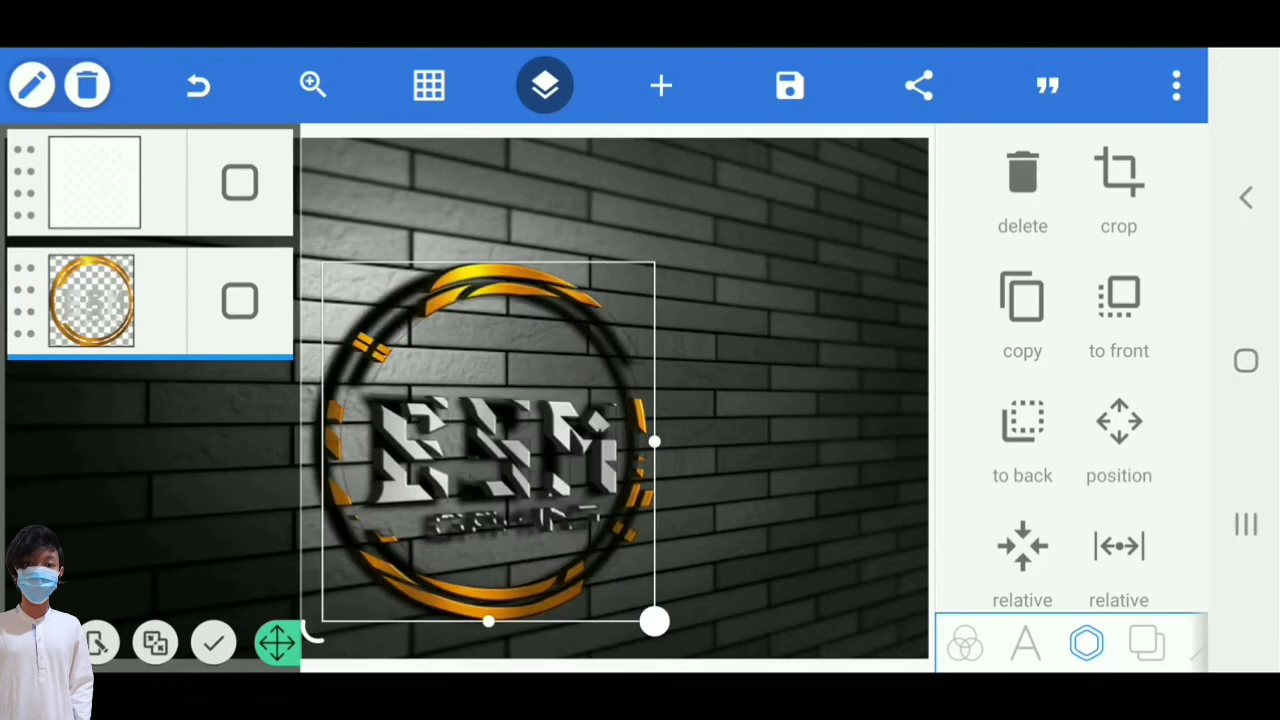 delete
crop
copy
to front
to back
position
relative
relative
ESM